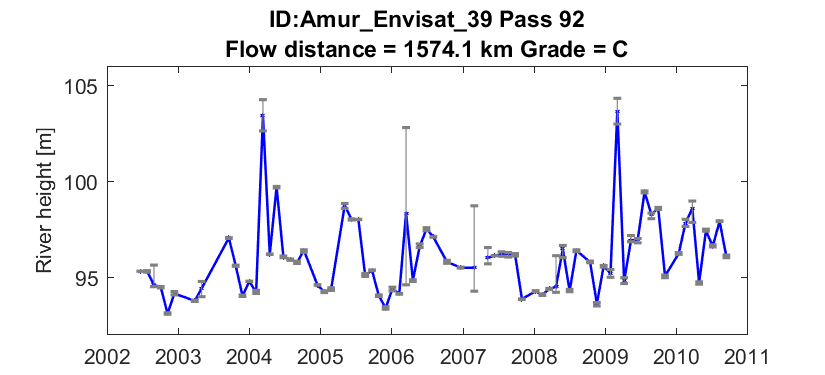 ID:Amur_Envisat_39 Pass 92
Flow distance = 1574.1 km Grade = C
River height [m]
105
100
95
2002 2003 2004 2005 2006 2007 2008 2009 2010 2011